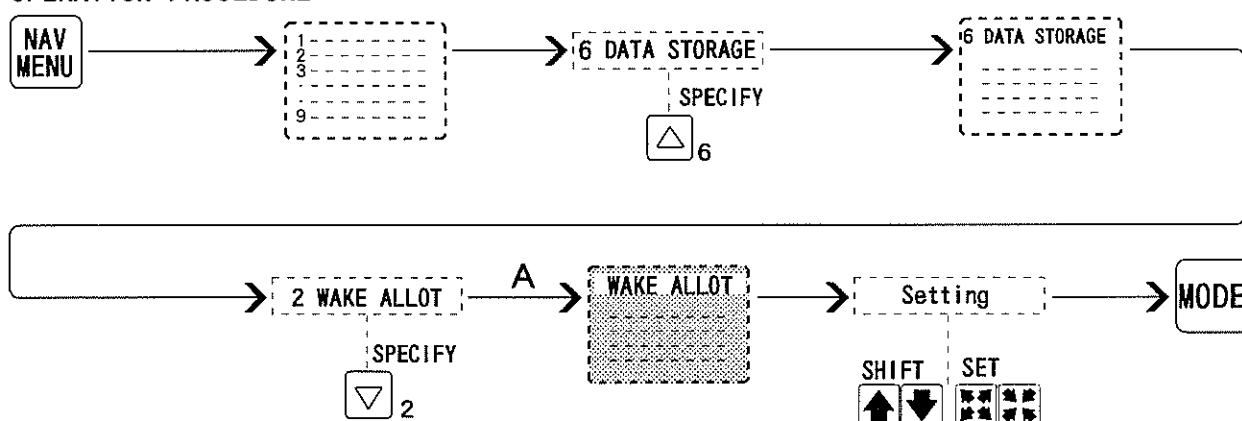 OPERATION PROCEDURE
NAV
MENU
1
2
3
9
6 DATA STORAGE
SPECIFY
6
6 DATA STORAGE
2 WAKE ALLOT
SPECIFY
2
A
WAKE ALLOT
Setting
SHIFT SET
MODE